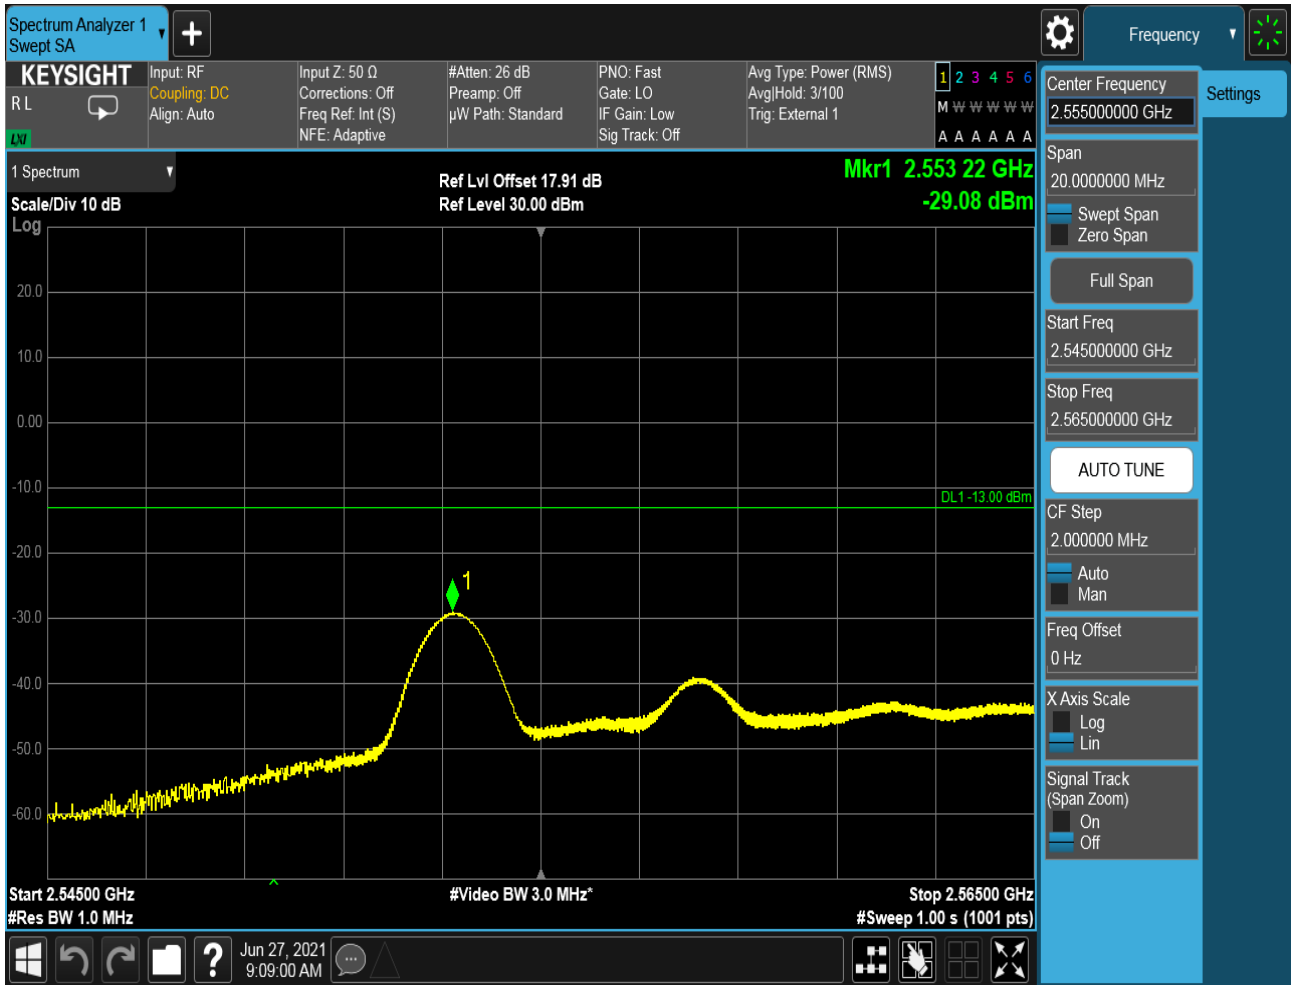 Spectrum Analyzer 1
Swept SA
Frequency
KEYSIGHT
R L
LXI
Input: RF
Coupling: DC
Align: Auto
Input Z: 50 Ω
Corrections: Off
Freq Ref: Int (S)
NFE: Adaptive
#Atten: 26 dB
Preamp: Off
µW Path: Standard
PNO: Fast
Gate: LO
IF Gain: Low
Sig Track: Off
Avg Type: Power (RMS)
Avg|Hold: 3/100
Trig: External 1
1 2 3 4 5 6
M W W W W W
A A A A A A
1 Spectrum
Scale/Div 10 dB
Log
Ref Lvl Offset 17.91 dB
Ref Level 30.00 dBm
Mkr1 2.553 22 GHz
-29.08 dBm
20.0
10.0
0.00
-10.0
-20.0
-30.0
-40.0
-50.0
-60.0
DL1 -13.00 dBm
1
Start 2.54500 GHz
#Res BW 1.0 MHz
#Video BW 3.0 MHz*
Stop 2.56500 GHz
#Sweep 1.00 s (1001 pts)
Center Frequency
2.555000000 GHz
Settings
Span
20.0000000 MHz
Swept Span
Zero Span
Full Span
Start Freq
2.545000000 GHz
Stop Freq
2.565000000 GHz
AUTO TUNE
CF Step
2.000000 MHz
Auto
Man
Freq Offset
0 Hz
X Axis Scale
Log
Lin
Signal Track
(Span Zoom)
On
Off
?
Jun 27, 2021
9:09:00 AM